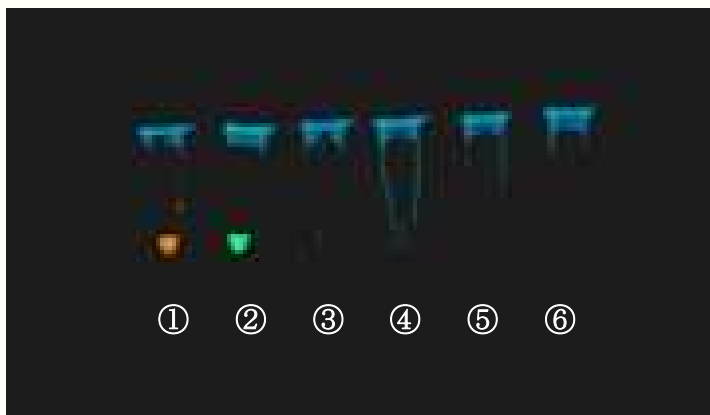 ① ② ③ ④ ⑤ ⑥